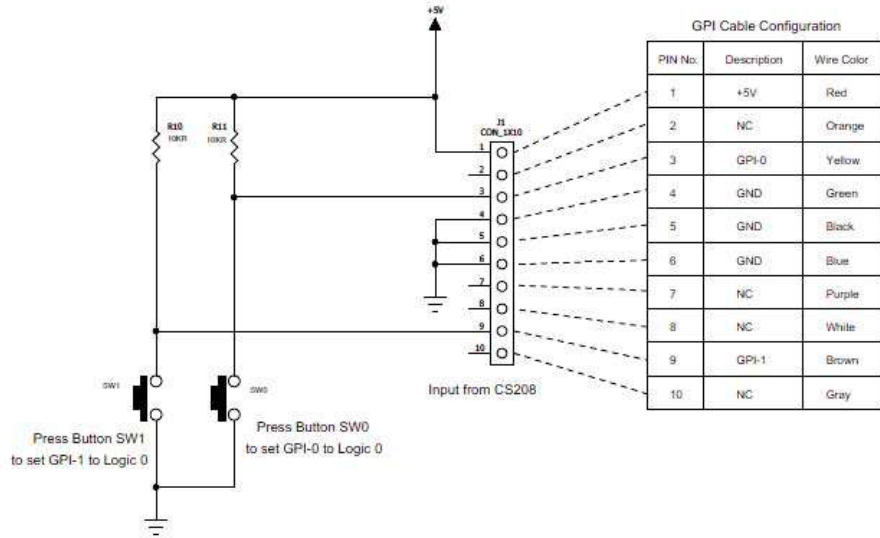 +5V
GPI Cable Configuration
PIN No. Description Wire Color
1 +5V Red
2 NC Orange
3 GPI-0 Yellow
4 GND Green
5 GND Black
6 GND Blue
7 NC Purple
8 NC White
9 GPI-1 Brown
10 NC Gray
R10
10KR
R11
10KR
J1
CON_1X10
1
2
3
4
5
6
7
8
9
10
Input from CS208
SW1
SW0
Press Button SW1
to set GPI-1 to Logic 0
Press Button SW0
to set GPI-0 to Logic 0